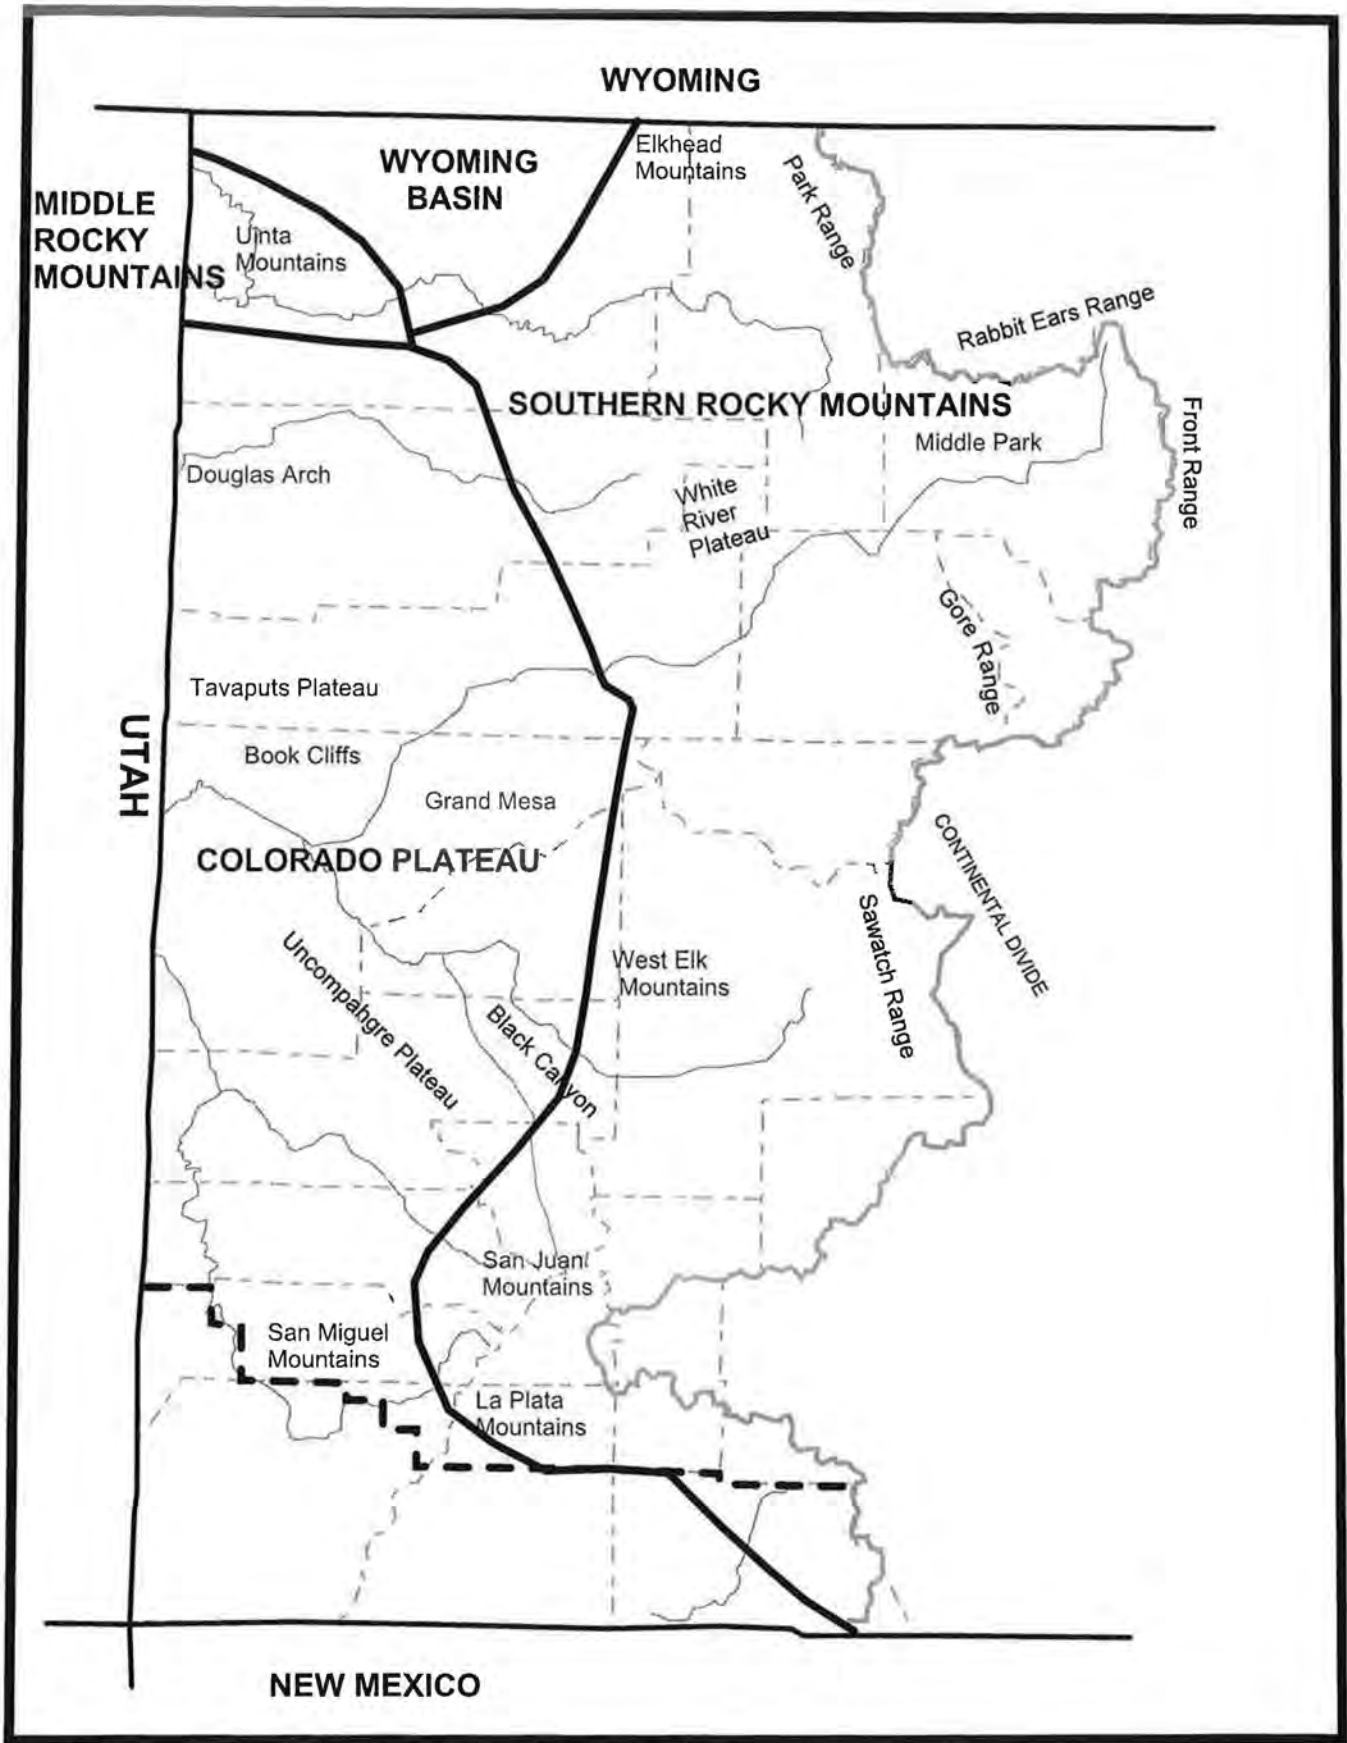 WYOMING
Elkhead
Mountains
WYOMING
BASIN
Park Range
MIDDLE
ROCKY
MOUNTAINS
Uinta
Mountains
Rabbit Ears Range
SOUTHERN ROCKY MOUNTAINS
Middle Park
Front Range
Douglas Arch
White
River
Plateau
Gore Range
Tavaputs Plateau
UTAH
Book Cliffs
Grand Mesa
COLORADO PLATEAU
CONTINENTAL DIVIDE
Sawatch Range
Uncompahgre Plateau
West Elk
Mountains
Black Canyon
San Juan
Mountains
San Miguel
Mountains
La Plata
Mountains
NEW MEXICO